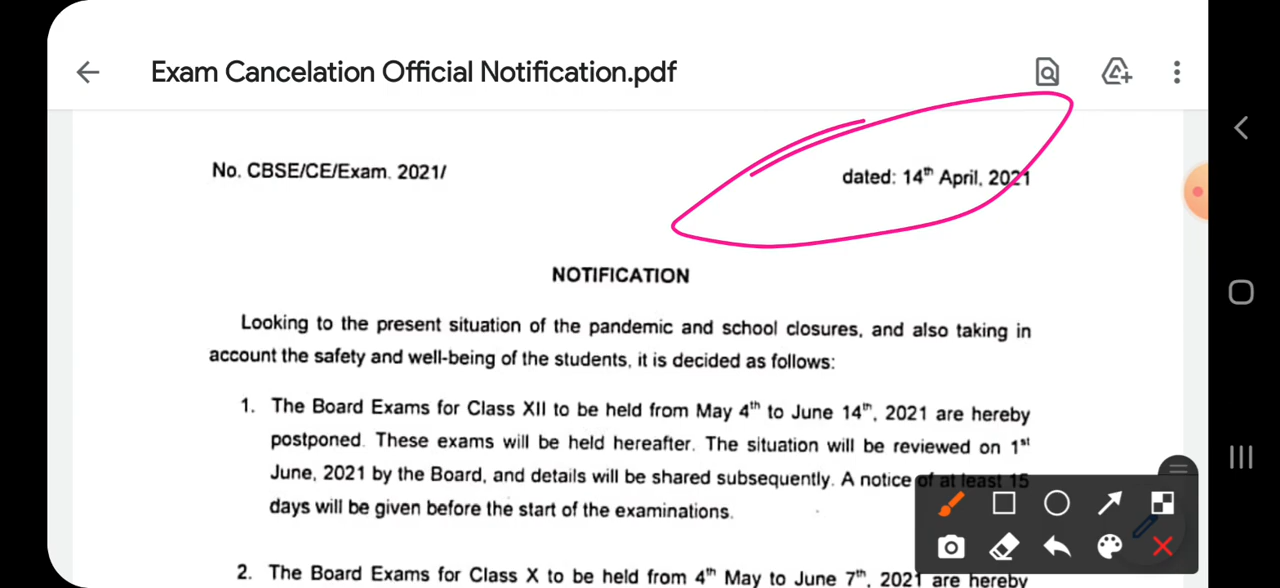 Exam Cancelation Official Notification.pdf
No. CBSE/CE/Exam. 2021/
dated: 14th April, 2021
NOTIFICATION
Looking to the present situation of the pandemic and school closures, and also taking in
account the safety and well-being of the students, it is decided as follows:
1. The Board Exams for Class XII to be held from May 4th to June 14th, 2021 are hereby
postponed. These exams will be held hereafter. The situation will be reviewed on 1st
June, 2021 by the Board, and details will be shared subsequently. A notice of at least 15
days will be given before the start of the examinations.
2. The Board Exams for Class X to be held from 4th May to June 7th, 2021 are hereby